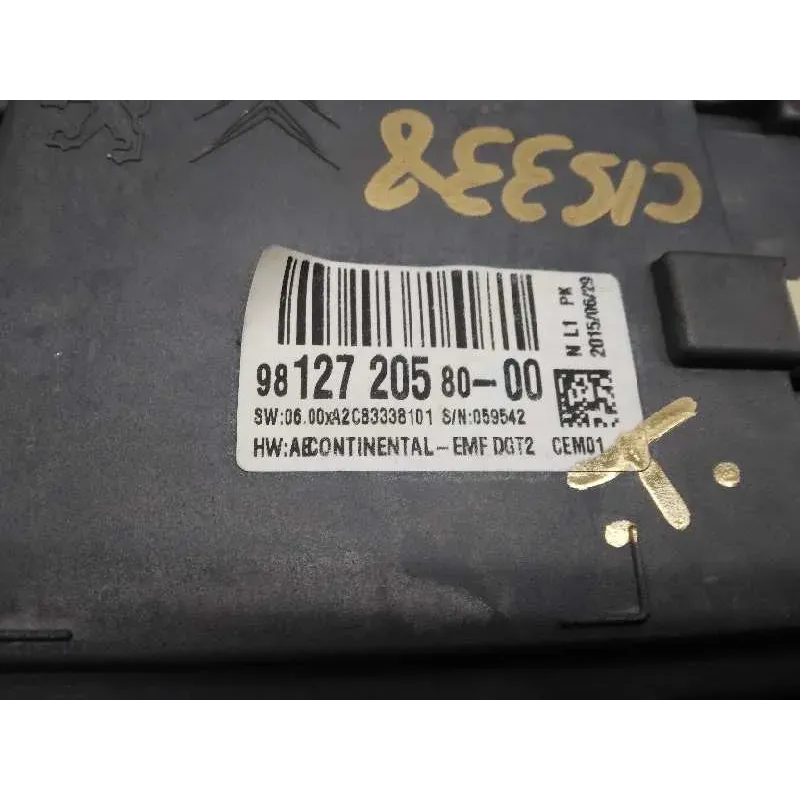 C15338
N L1 PK
2015/06/29
98 127 205 80-00
SW:06.00xA2C83338101 S/N:059542
HW:AECONTINENTAL-EMF DGT2 CEM01